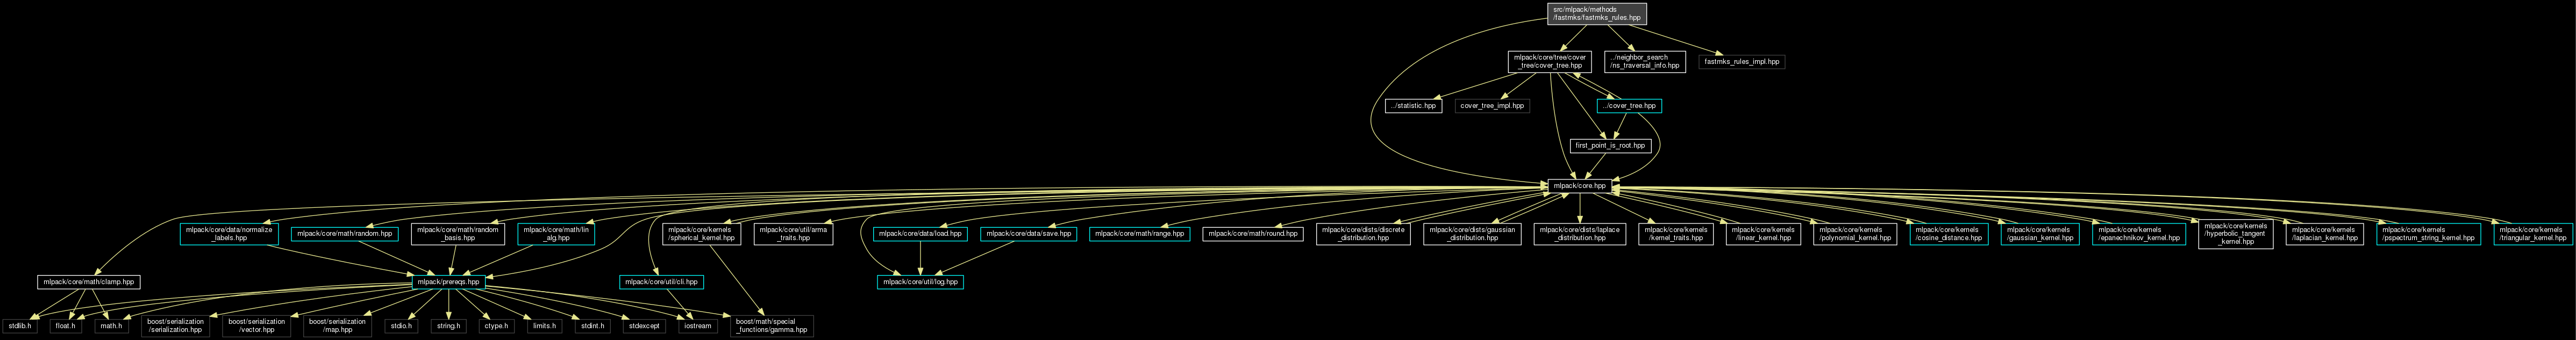 src/mlpack/methods
/fastmks/fastmks_rules.hpp
mlpack/core/tree/cover
_tree/cover_tree.hpp
../neighbor_search
/ns_traversal_info.hpp
fastmks_rules_impl.hpp
../statistic.hpp
cover_tree_impl.hpp
../cover_tree.hpp
first_point_is_root.hpp
mlpack/core.hpp
mlpack/core/data/normalize
_labels.hpp
mlpack/core/math/random.hpp
mlpack/core/math/random
_basis.hpp
mlpack/core/math/lin
_alg.hpp
mlpack/core/kernels
/spherical_kernel.hpp
mlpack/core/util/arma
_traits.hpp
mlpack/core/data/load.hpp
mlpack/core/data/save.hpp
mlpack/core/math/range.hpp
mlpack/core/math/round.hpp
mlpack/core/dists/discrete
_distribution.hpp
mlpack/core/dists/gaussian
_distribution.hpp
mlpack/core/dists/laplace
_distribution.hpp
mlpack/core/kernels
/kernel_traits.hpp
mlpack/core/kernels
/linear_kernel.hpp
mlpack/core/kernels
/polynomial_kernel.hpp
mlpack/core/kernels
/cosine_distance.hpp
mlpack/core/kernels
/gaussian_kernel.hpp
mlpack/core/kernels
/epanechnikov_kernel.hpp
mlpack/core/kernels
/hyperbolic_tangent
_kernel.hpp
mlpack/core/kernels
/laplacian_kernel.hpp
mlpack/core/kernels
/pspectrum_string_kernel.hpp
mlpack/core/kernels
/triangular_kernel.hpp
mlpack/core/math/clamp.hpp
mlpack/prereqs.hpp
mlpack/core/util/cli.hpp
mlpack/core/util/log.hpp
stdlib.h
float.h
math.h
boost/serialization
/serialization.hpp
boost/serialization
/vector.hpp
boost/serialization
/map.hpp
stdio.h
string.h
ctype.h
limits.h
stdint.h
stdexcept
iostream
boost/math/special
_functions/gamma.hpp